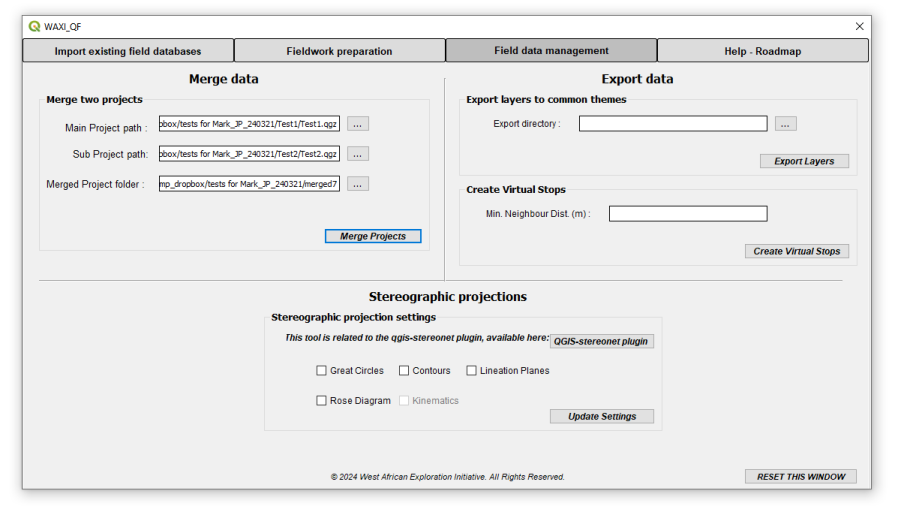 WAXI_QF
Import existing field databases
Fieldwork preparation
Field data management
Help - Roadmap
Merge data
Merge two projects
Main Project path :
pbox/tests for Mark_JP_240321/Test1/Test1.qgz
...
Sub Project path:
pbox/tests for Mark_JP_240321/Test2/Test2.qgz
...
Merged Project folder :
mp_dropbox/tests for Mark_JP_240321/merged7
...
Merge Projects
Export data
Export layers to common themes
Export directory :
...
Export Layers
Create Virtual Stops
Min. Neighbour Dist. (m) :
Create Virtual Stops
Stereographic projections
Stereographic projection settings
This tool is related to the qgis-stereonet plugin, available here:
QGIS-stereonet plugin
Great Circles
Contours
Lineation Planes
Rose Diagram
Kinematics
Update Settings
© 2024 West African Exploration Initiative. All Rights Reserved.
RESET THIS WINDOW